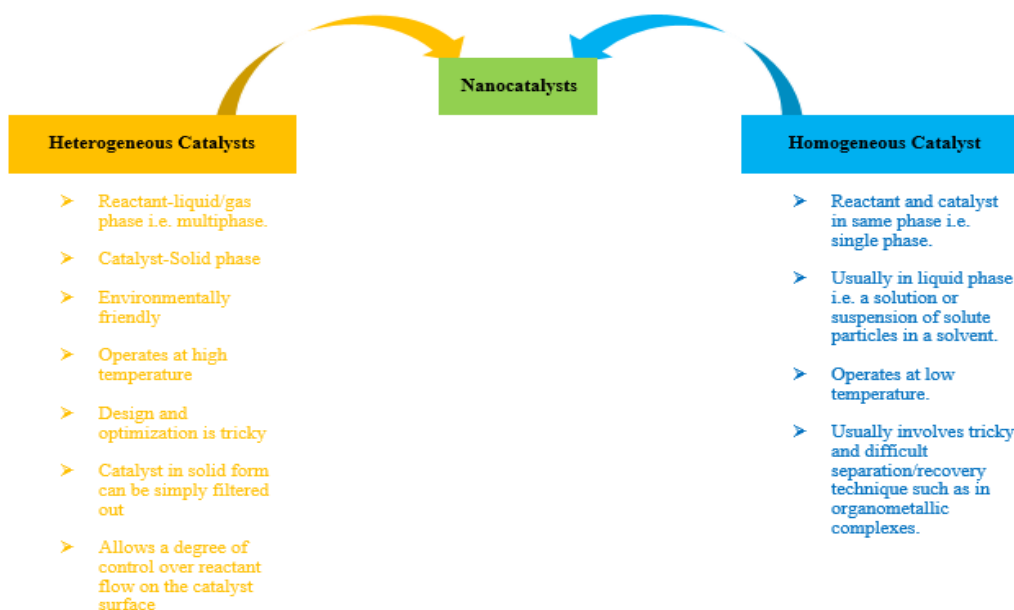 Nanocatalysts
Heterogeneous Catalysts
Reactant-liquid/gas
phase i.e. multiphase.
Catalyst-Solid phase
Environmentally
friendly
Operates at high
temperature
Design and
optimization is tricky
Catalyst in solid form
can be simply filtered
out
Allows a degree of
control over reactant
flow on the catalyst
surface
Homogeneous Catalyst
Reactant and catalyst
in same phase i.e.
single phase.
Usually in liquid phase
i.e. a solution or
suspension of solute
particles in a solvent.
Operates at low
temperature.
Usually involves tricky
and difficult
separation/recovery
technique such as in
organometallic
complexes.